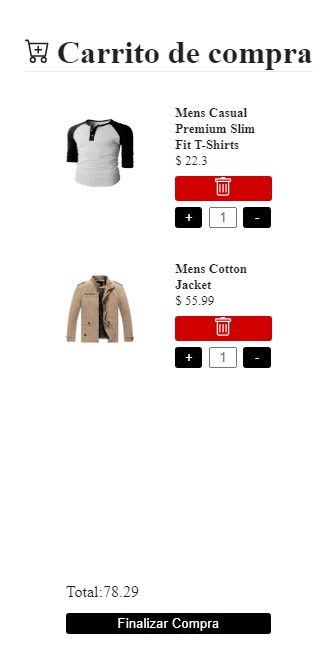 Carrito de compra
Mens Casual
Premium Slim
Fit T-Shirts
$ 22.3
+ 1 -
Mens Cotton
Jacket
$ 55.99
+ 1 -
Total:78.29
Finalizar Compra